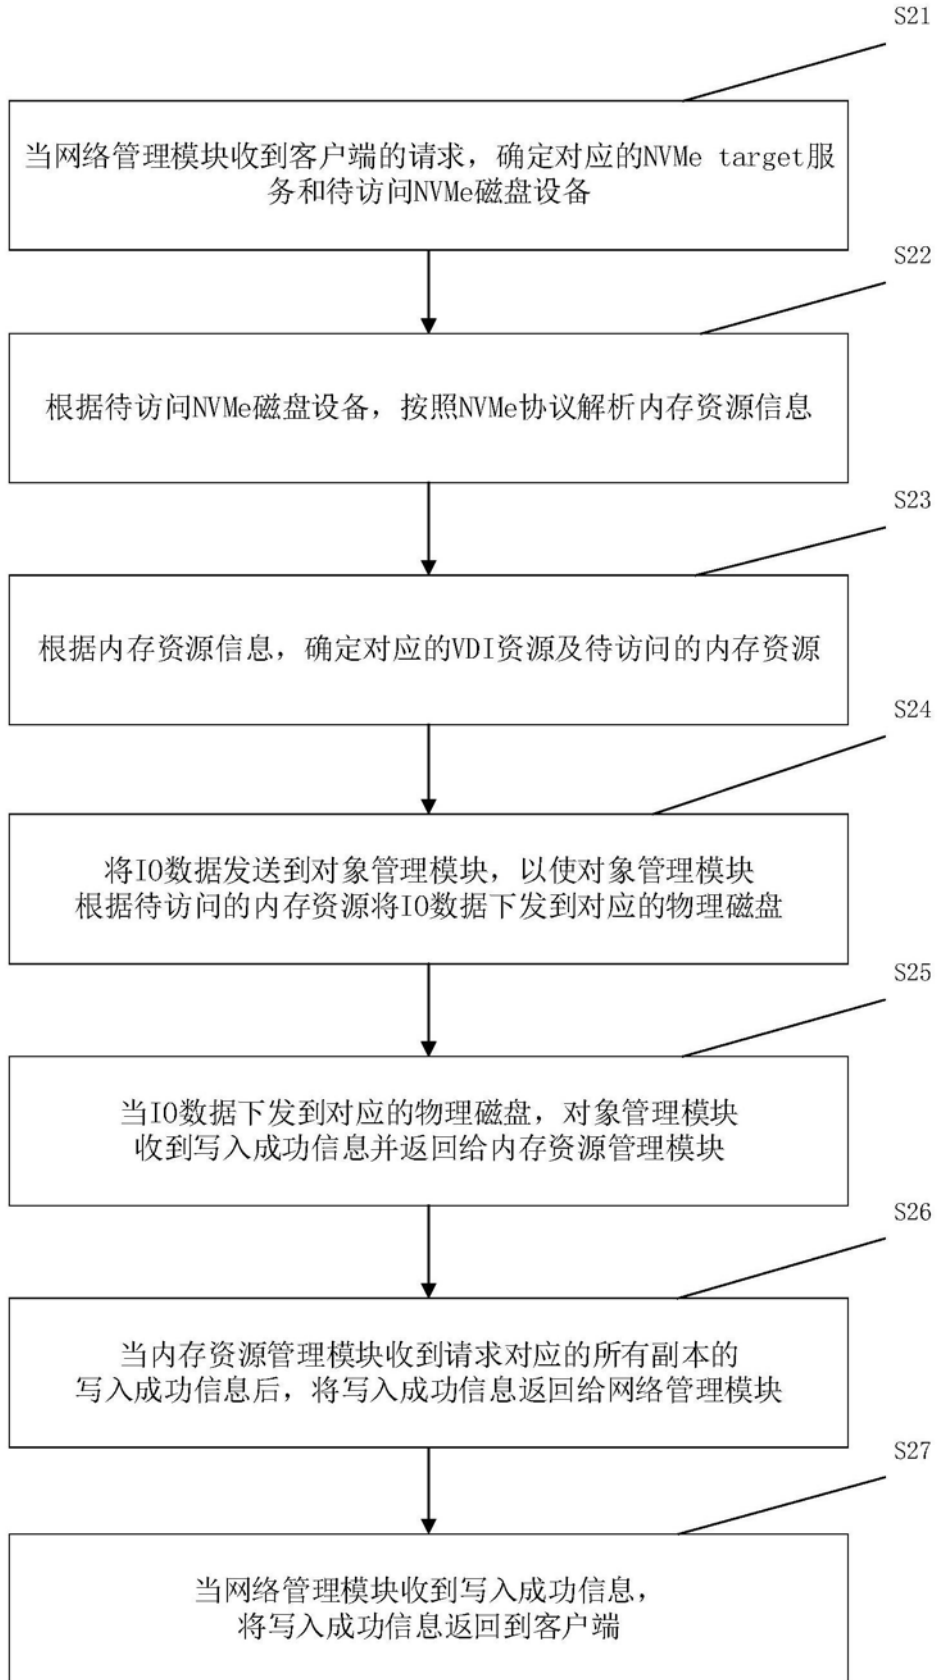 S21
当网络管理模块收到客户端的请求，确定对应的NVMe target服
务和待访问NVMe磁盘设备
S22
根据待访问NVMe磁盘设备，按照NVMe协议解析内存资源信息
S23
根据内存资源信息，确定对应的VDI资源及待访问的内存资源
S24
将IO数据发送到对象管理模块，以使对象管理模块
根据待访问的内存资源将IO数据下发到对应的物理磁盘
S25
当IO数据下发到对应的物理磁盘，对象管理模块
收到写入成功信息并返回给内存资源管理模块
S26
当内存资源管理模块收到请求对应的所有副本的
写入成功信息后，将写入成功信息返回给网络管理模块
S27
当网络管理模块收到写入成功信息，
将写入成功信息返回到客户端